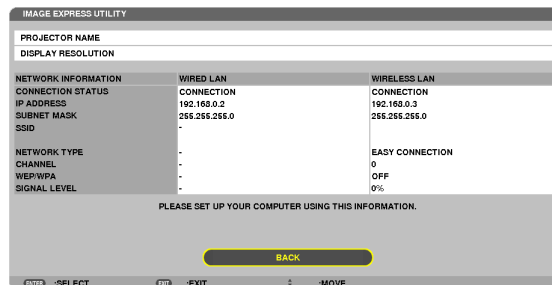 IMAGE EXPRESS UTILITY
PROJECTOR NAME
DISPLAY RESOLUTION
NETWORK INFORMATION WIRED LAN WIRELESS LAN
CONNECTION STATUS CONNECTION CONNECTION
IP ADDRESS 192.168.0.2 192.168.0.3
SUBNET MASK 255.255.255.0 255.255.255.0
SSID -
NETWORK TYPE - EASY CONNECTION
CHANNEL - 0
WEP/WPA - OFF
SIGNAL LEVEL - 0%
PLEASE SET UP YOUR COMPUTER USING THIS INFORMATION.
BACK
ENTER :SELECT EXIT :EXIT :MOVE